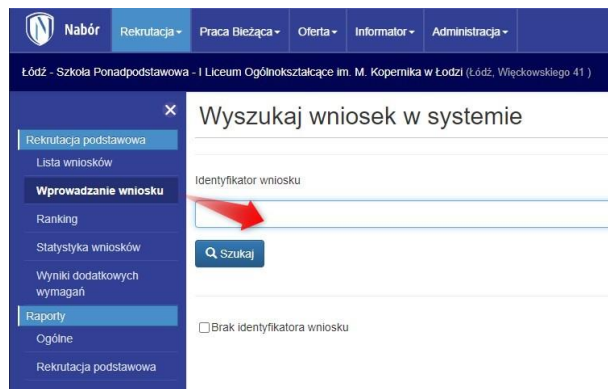 Nabór Rekrutacja Praca Bieżąca Oferta Informator Administracja
Łódź - Szkoła Ponadpodstawowa - I Liceum Ogólnokształcące im. M. Kopernika w Łodzi (Łódź, Więckowskiego 41 )
×
Rekrutacja podstawowa
Lista wniosków
Wprowadzanie wniosku
Ranking
Statystyka wniosków
Wyniki dodatkowych
wymagań
Raporty
Ogólne
Rekrutacja podstawowa
Wyszukaj wniosek w systemie
Identyfikator wniosku
Szukaj
Brak identyfikatora wniosku